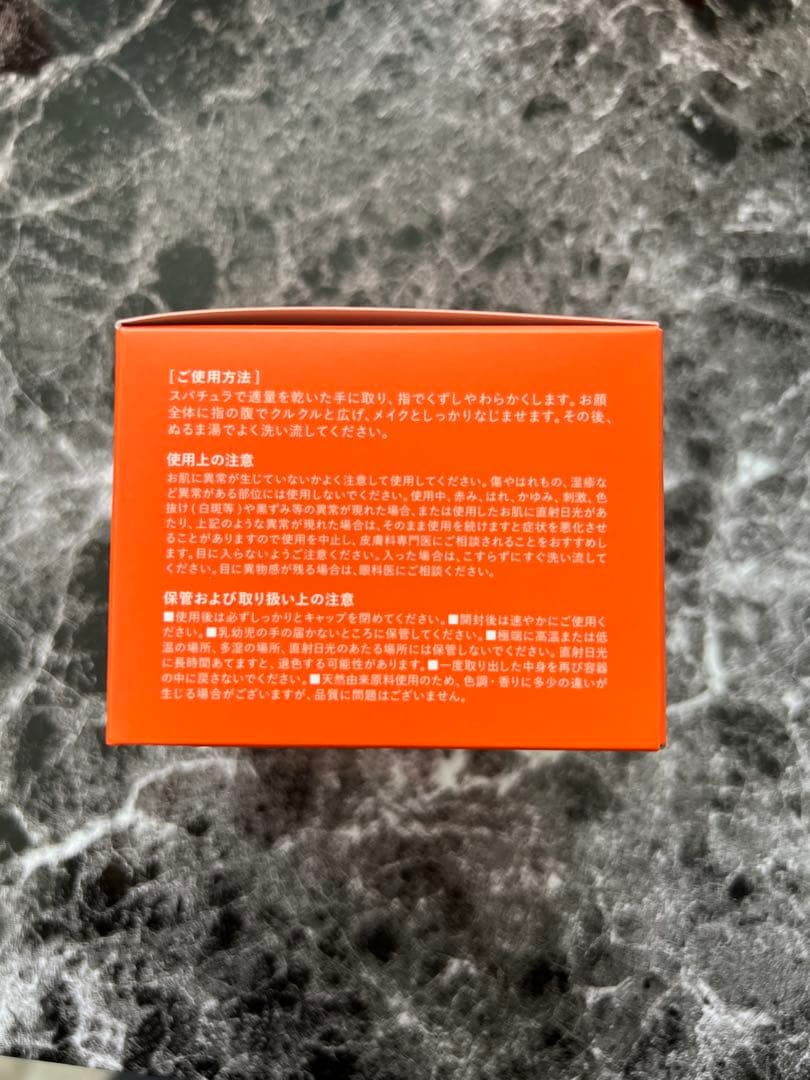 [ご使用方法]
スパチュラで適量を乾いた手に取り、指でくずしやわらかくします。お顔
全体に指の腹でクルクルと広げ、メイクとしっかりなじませます。その後、
ぬるま湯でよく洗い流してください。
使用上の注意
お肌に異常が生じていないかよく注意して使用してください。傷やはれもの、湿疹な
ど異常がある部位には使用しないでください。使用中、赤み、はれ、かゆみ、刺激、色
抜け(白斑等)や黒ずみ等の異常が現れた場合、または使用したお肌に直射日光があ
たり、上記のような異常が現れた場合は、そのまま使用を続けますと症状を悪化させ
ることがありますので使用を中止し、皮膚科専門医にご相談されることをおすすめし
ます。目に入らないようご注意ください。入った場合は、こすらずにすぐ洗い流して
ください。目に異物感が残る場合は、眼科医にご相談ください。
保管および取り扱い上の注意
■使用後は必ずしっかりとキャップを閉めてください。■開封後は速やかにご使用く
ださい。■乳幼児の手の届かないところに保管してください。■極端に高温または低
温の場所、多湿の場所、直射日光のあたる場所には保管しないでください。直射日光
に長時間あてますと、退色する可能性があります。■一度取り出した中身を再び容器
の中に戻さないでください。■天然由来原料使用のため、色調・香りに多少の違いが
生じる場合がございますが、品質に問題はございません。